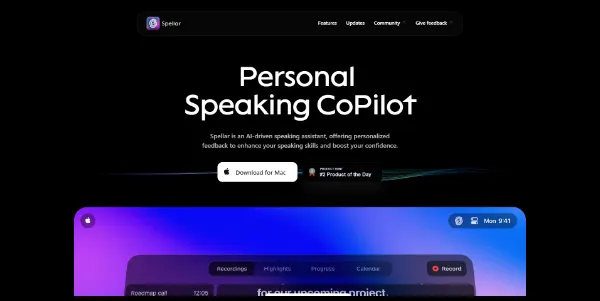 Spellar
Features
Updates
Community
Give feedback
Personal
Speaking CoPilot
Spellar is an AI-driven speaking assistant, offering personalized
feedback to enhance your speaking skills and boost your confidence.
Download for Mac
PRODUCT HUNT
#2 Product of the Day
Mon 9:41
Recordings
Highlights
Progress
Calendar
Record
Roadmap call
12:05
for our upcoming project.